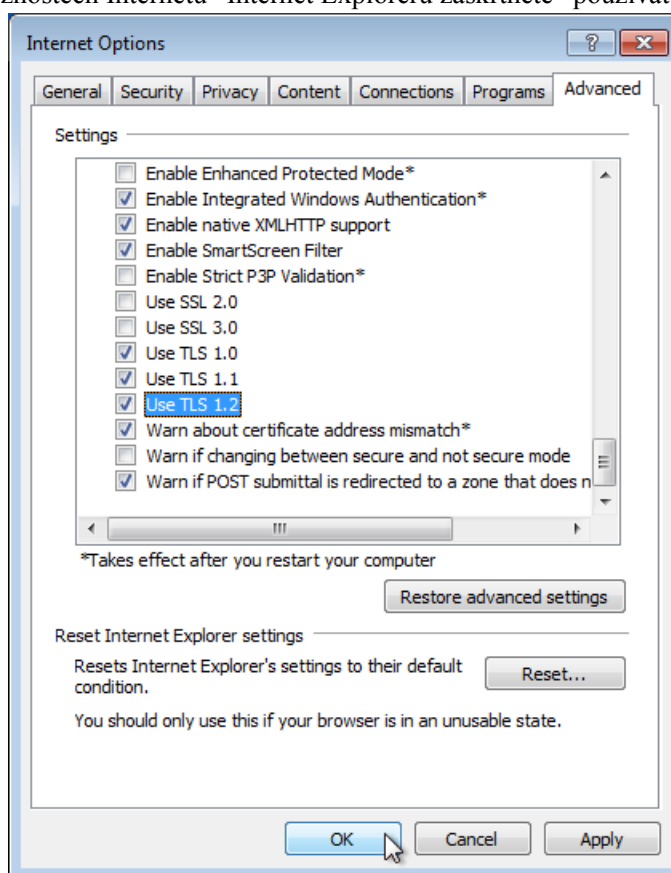 Internetu Internet Exploreru zaškrtněte používat
Internet Options
General Security Privacy Content Connections Programs Advanced
Settings
Enable Enhanced Protected Mode*
Enable Integrated Windows Authentication*
Enable native XMLHTTP support
Enable SmartScreen Filter
Enable Strict P3P Validation*
Use SSL 2.0
Use SSL 3.0
Use TLS 1.0
Use TLS 1.1
Use TLS 1.2
Warn about certificate address mismatch*
Warn if changing between secure and not secure mode
Warn if POST submittal is redirected to a zone that does n
*Takes effect after you restart your computer
Restore advanced settings
Reset Internet Explorer settings
Resets Internet Explorer's settings to their default
condition.
Reset...
You should only use this if your browser is in an unusable state.
OK Cancel Apply